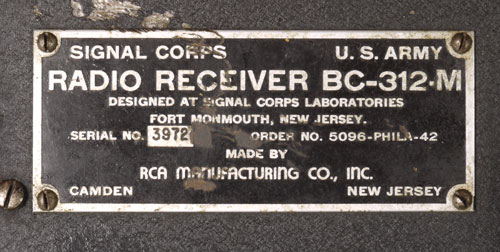 SIGNAL CORPS U.S. ARMY
RADIO RECEIVER BC-312-M
DESIGNED AT SIGNAL CORPS LABORATORIES
FORT MONMOUTH, NEW JERSEY.
SERIAL NO. 3972 ORDER NO. 5096-PHILA-42
MADE BY
RCA MANUFACTURING CO., INC.
CAMDEN NEW JERSEY